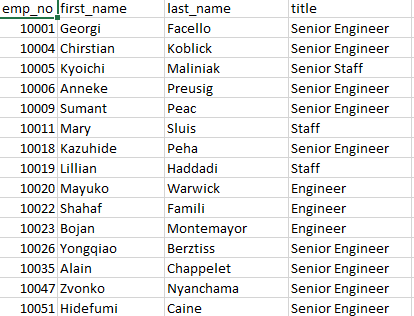 emp_no first_name last_name title
10001 Georgi Facello Senior Engineer
10004 Chirstian Koblick Senior Engineer
10005 Kyoichi Maliniak Senior Staff
10006 Anneke Preusig Senior Engineer
10009 Sumant Peac Senior Engineer
10011 Mary Sluis Staff
10018 Kazuhide Peha Senior Engineer
10019 Lillian Haddadi Staff
10020 Mayuko Warwick Engineer
10022 Shahaf Famili Engineer
10023 Bojan Montemayor Engineer
10026 Yongqiao Berztiss Senior Engineer
10035 Alain Chappelet Senior Engineer
10047 Zvonko Nyanchama Senior Engineer
10051 Hidefumi Caine Senior Engineer